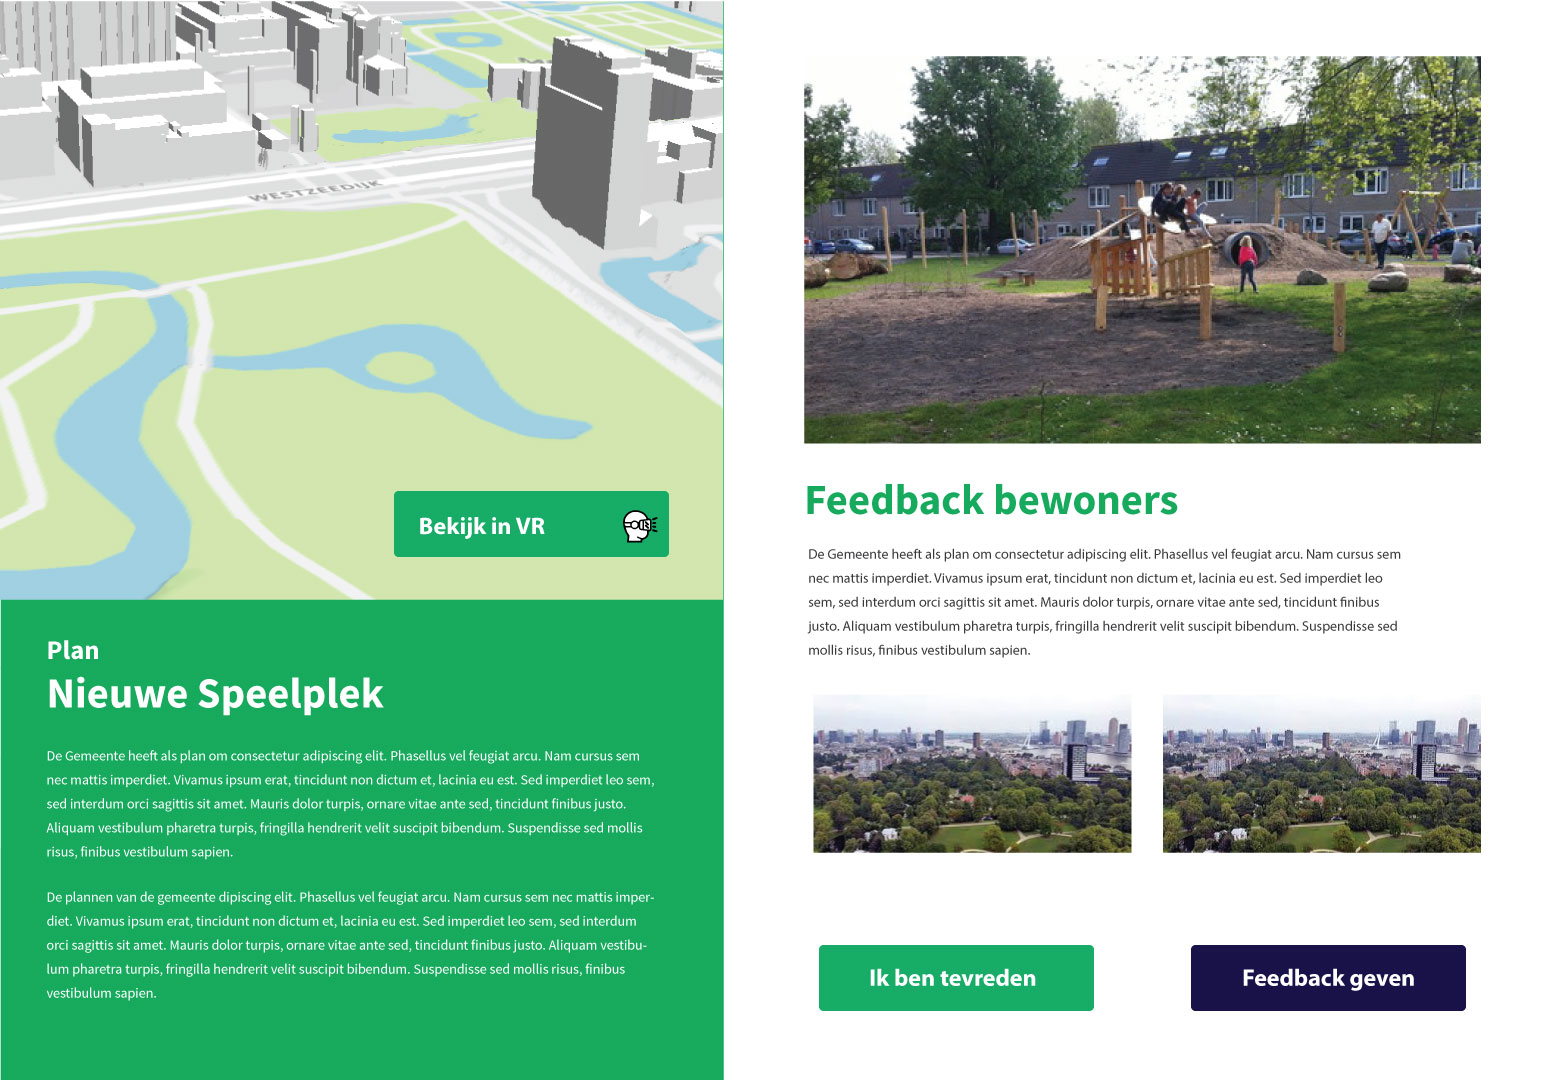 WESTZEEDIJK
Bekijk in VR
Plan
Nieuwe Speelplek
De Gemeente heeft als plan om consectetur adipiscing elit. Phasellus vel feugiat arcu. Nam cursus sem
nec mattis imperdiet. Vivamus ipsum erat, tincidunt non dictum et, lacinia eu est. Sed imperdiet leo sem,
sed interdum orci sagittis sit amet. Mauris dolor turpis, ornare vitae ante sed, tincidunt finibus justo.
Aliquam vestibulum pharetra turpis, fringilla hendrerit velit suscipit bibendum. Suspendisse sed mollis
risus, finibus vestibulum sapien.
De plannen van de gemeente dipiscing elit. Phasellus vel feugiat arcu. Nam cursus sem nec mattis imper-
diet. Vivamus ipsum erat, tincidunt non dictum et, lacinia eu est. Sed imperdiet leo sem, sed interdum
orci sagittis sit amet. Mauris dolor turpis, ornare vitae ante sed, tincidunt finibus justo. Aliquam vestibu-
lum pharetra turpis, fringilla hendrerit velit suscipit bibendum. Suspendisse sed mollis risus, finibus
vestibulum sapien.
Feedback bewoners
De Gemeente heeft als plan om consectetur adipiscing elit. Phasellus vel feugiat arcu. Nam cursus sem
nec mattis imperdiet. Vivamus ipsum erat, tincidunt non dictum et, lacinia eu est. Sed imperdiet leo
sem, sed interdum orci sagittis sit amet. Mauris dolor turpis, ornare vitae ante sed, tincidunt finibus
justo. Aliquam vestibulum pharetra turpis, fringilla hendrerit velit suscipit bibendum. Suspendisse sed
mollis risus, finibus vestibulum sapien.
Ik ben tevreden
Feedback geven